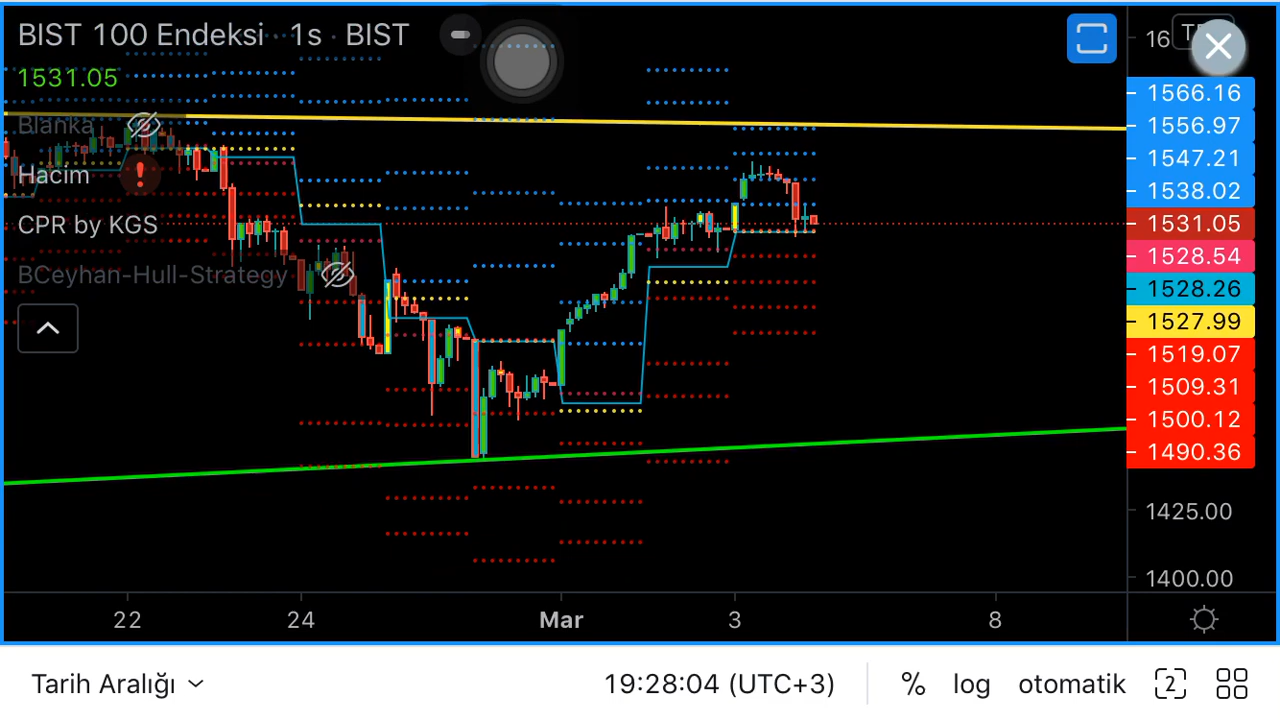 BIST 100 Endeksi · 1s · BIST
1531.05
Blanka
Hacim
CPR by KGS
BCeyhan-Hull-Strategy
16
1566.16
1556.97
1547.21
1538.02
1531.05
1528.54
1528.26
1527.99
1519.07
1509.31
1500.12
1490.36
1425.00
1400.00
22 24 Mar 3 8
Tarih Aralığı 19:28:04 (UTC+3) % log otomatik 2